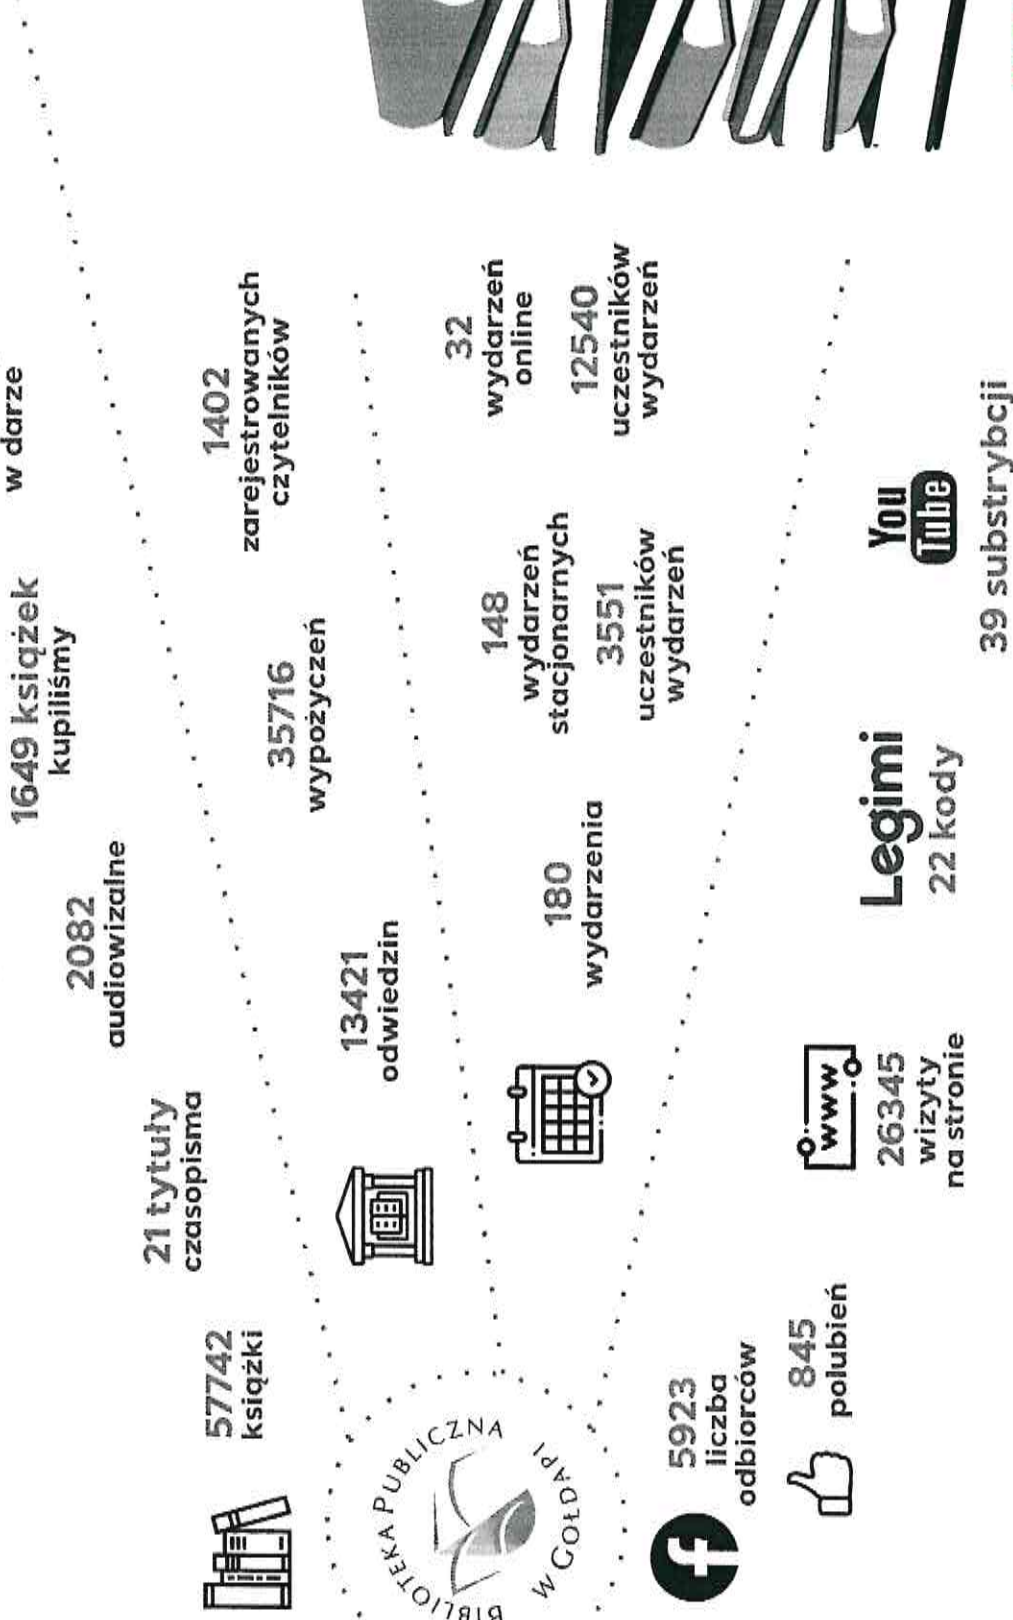 w darze
1649 książek
kupiliśmy
2082
audiowizalne
21 tytuły
czasopisma
57742
książki
1402
zarejestrowanych
czytelników
35716
wypożyczeń
13421
odwiedzin
32
wydarzeń
online
12540
uczestników
wydarzeń
148
wydarzeń
stacjonarnych
3551
uczestników
wydarzeń
180
wydarzenia
BIBLIOTEKA PUBLICZNA
W GOŁDAPI
5923
liczba
odbiorców
845
polubień
www
26345
wizyty
na stronie
Legimi
22 kody
You
Tube
39 substrybcji